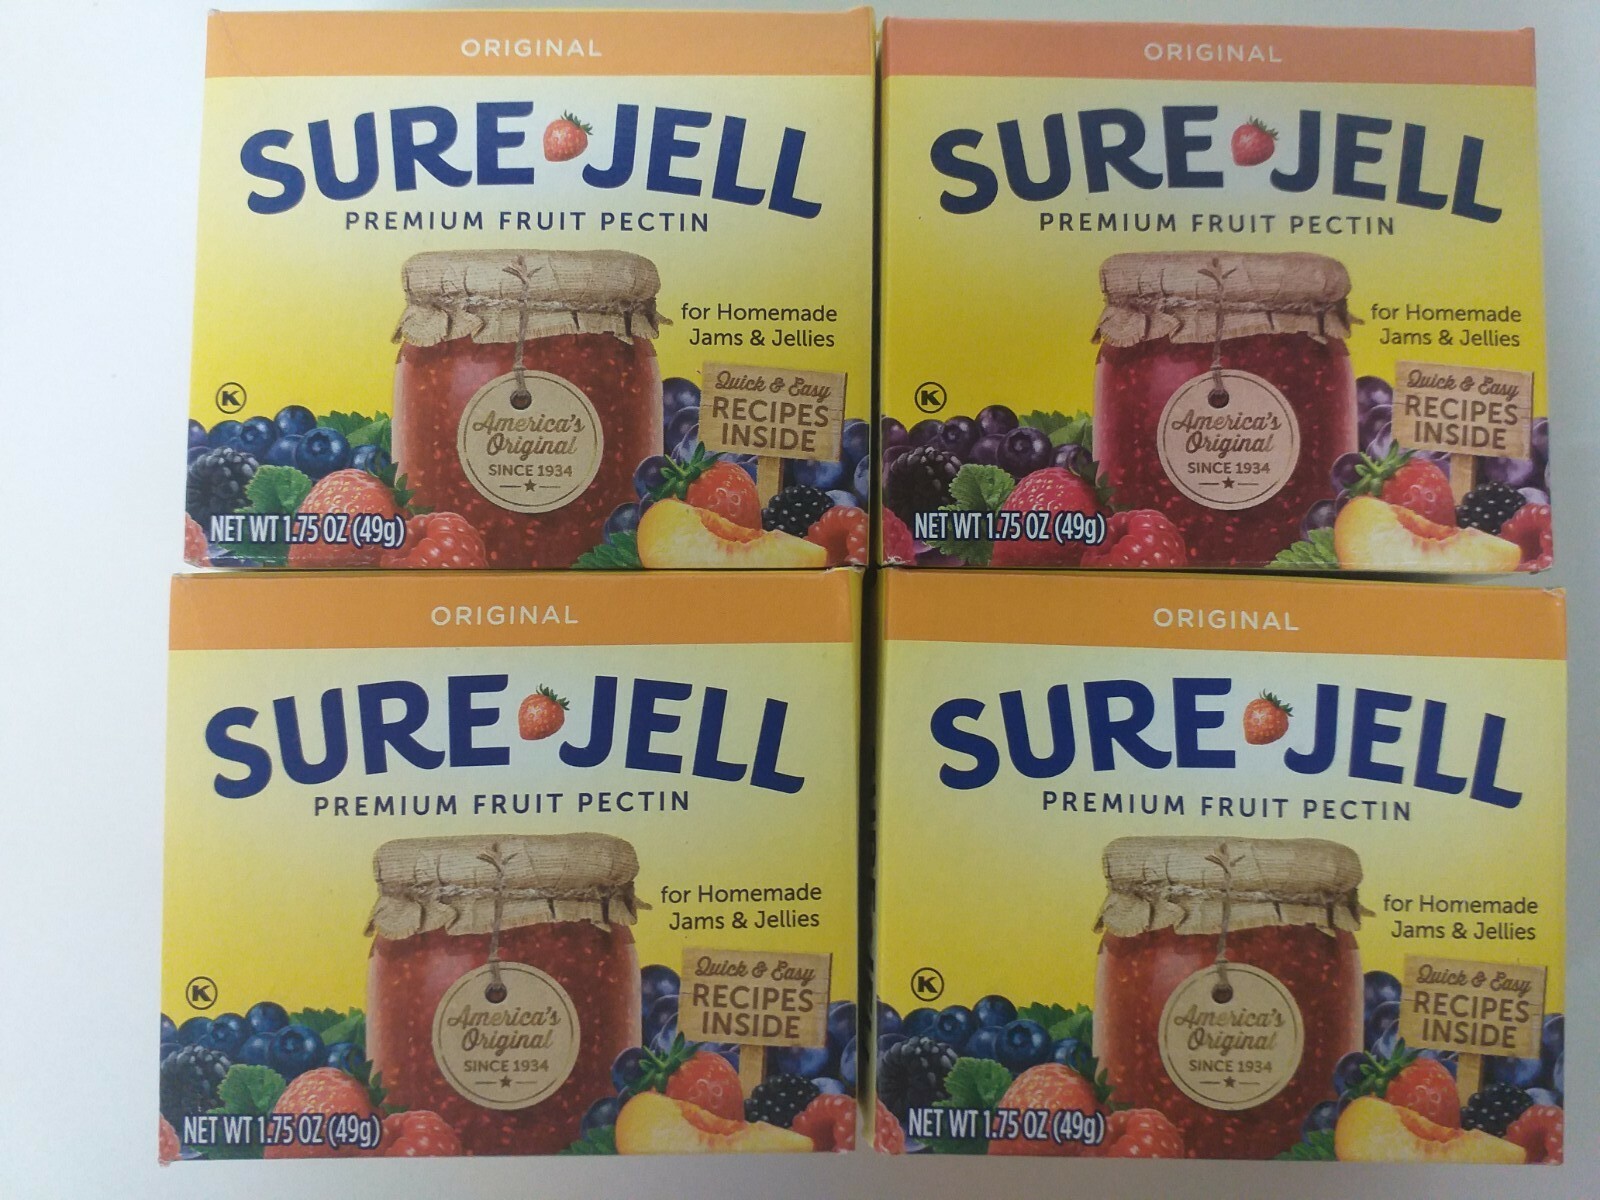 ORIGINAL
SURE JELL
PREMIUM FRUIT PECTIN
for Homemade
Jams & Jellies
Quick & Easy
RECIPES
INSIDE
K
America's
Original
SINCE 1934
NET WT 1.75 OZ (49g)
ORIGINAL
SURE JELL
PREMIUM FRUIT PECTIN
for Homemade
Jams & Jellies
Quick & Easy
RECIPES
INSIDE
K
America's
Original
SINCE 1934
NET WT 1.75 OZ (49g)
ORIGINAL
SURE JELL
PREMIUM FRUIT PECTIN
for Homemade
Jams & Jellies
Quick & Easy
RECIPES
INSIDE
K
America's
Original
SINCE 1934
NET WT 1.75 OZ (49g)
ORIGINAL
SURE JELL
PREMIUM FRUIT PECTIN
for Homemade
Jams & Jellies
Quick & Easy
RECIPES
INSIDE
K
America's
Original
SINCE 1934
NET WT 1.75 OZ (49g)